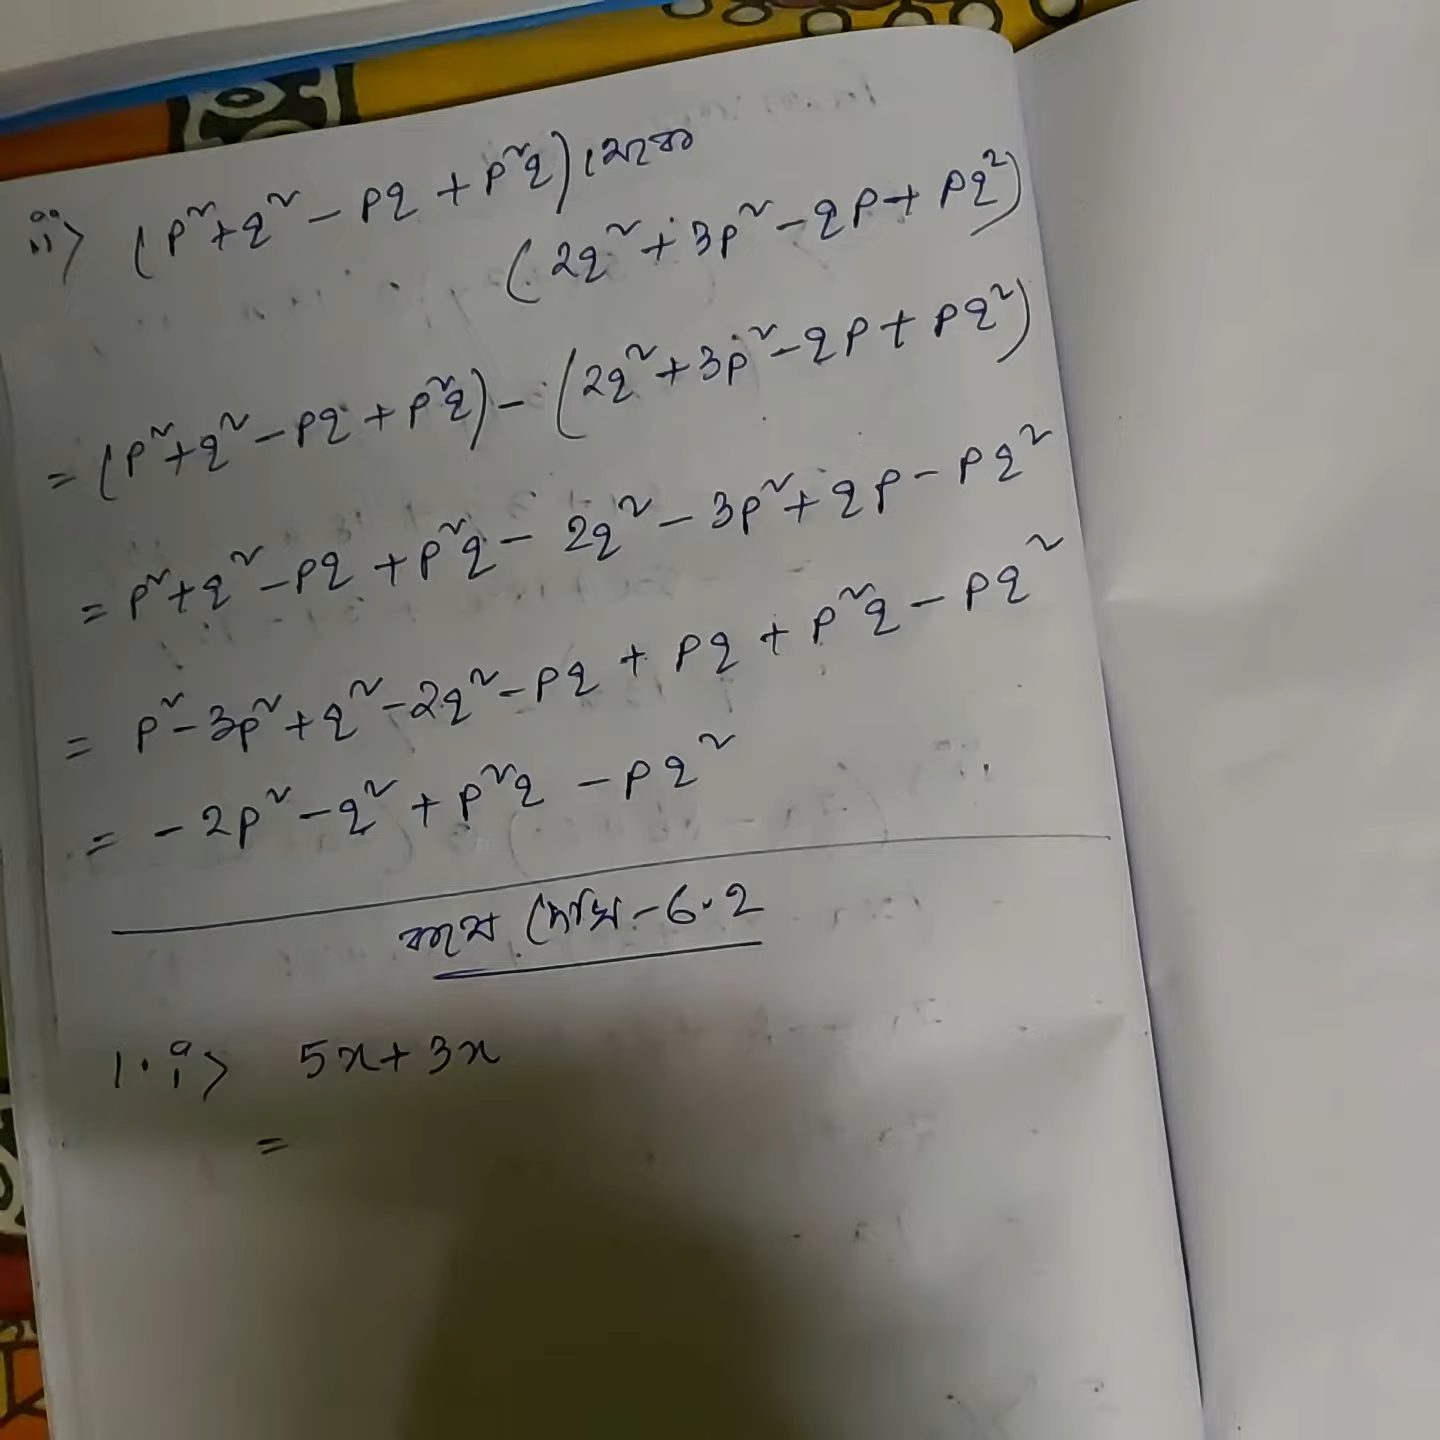 ii> (p²+q² - pq + p²q) থেকে
(2q² + 3p² - qp + pq²)
= (p²+q² - pq + p²q) - (2q² + 3p² - qp + pq²)
= p²+q² - pq + p²q - 2q² - 3p² + qp - pq²
= p² - 3p² + q² - 2q² - pq + pq + p²q - pq²
= -2p² - q² + p²q - pq²
কষে দেখি - 6.2
1. i> 5x + 3x
=